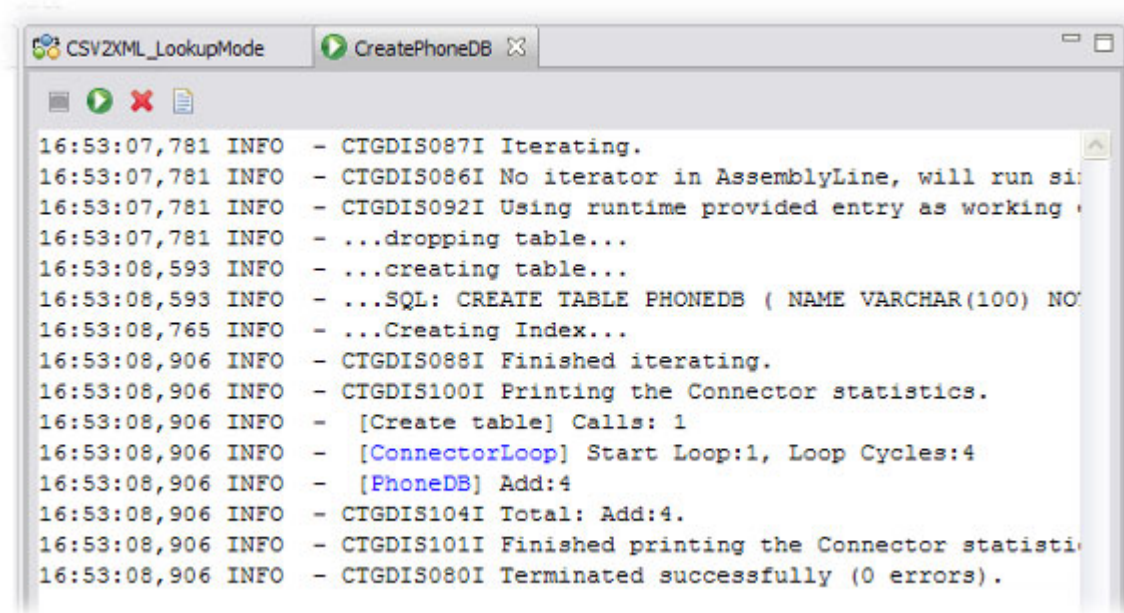 CSV2XML_LookupMode CreatePhoneDB
16:53:07,781 INFO - CTGDIS087I Iterating.
16:53:07,781 INFO - CTGDIS086I No iterator in AssemblyLine, will run
16:53:07,781 INFO - CTGDIS092I Using runtime provided entry as working
16:53:07,781 INFO - ...dropping table...
16:53:08,593 INFO - ...creating table...
16:53:08,593 INFO - ...SQL: CREATE TABLE PHONEDB ( NAME VARCHAR(100)
16:53:08,765 INFO - ...Creating Index...
16:53:08,906 INFO - CTGDIS088I Finished iterating.
16:53:08,906 INFO - CTGDIS100I Printing the Connector statistics.
16:53:08,906 INFO - [Create table] Calls: 1
16:53:08,906 INFO - [ConnectorLoop] Start Loop:1, Loop Cycles:4
16:53:08,906 INFO - [PhoneDB] Add:4
16:53:08,906 INFO - CTGDIS104I Total: Add:4.
16:53:08,906 INFO - CTGDIS101I Finished printing the Connector statisti
16:53:08,906 INFO - CTGDIS080I Terminated successfully (0 errors).